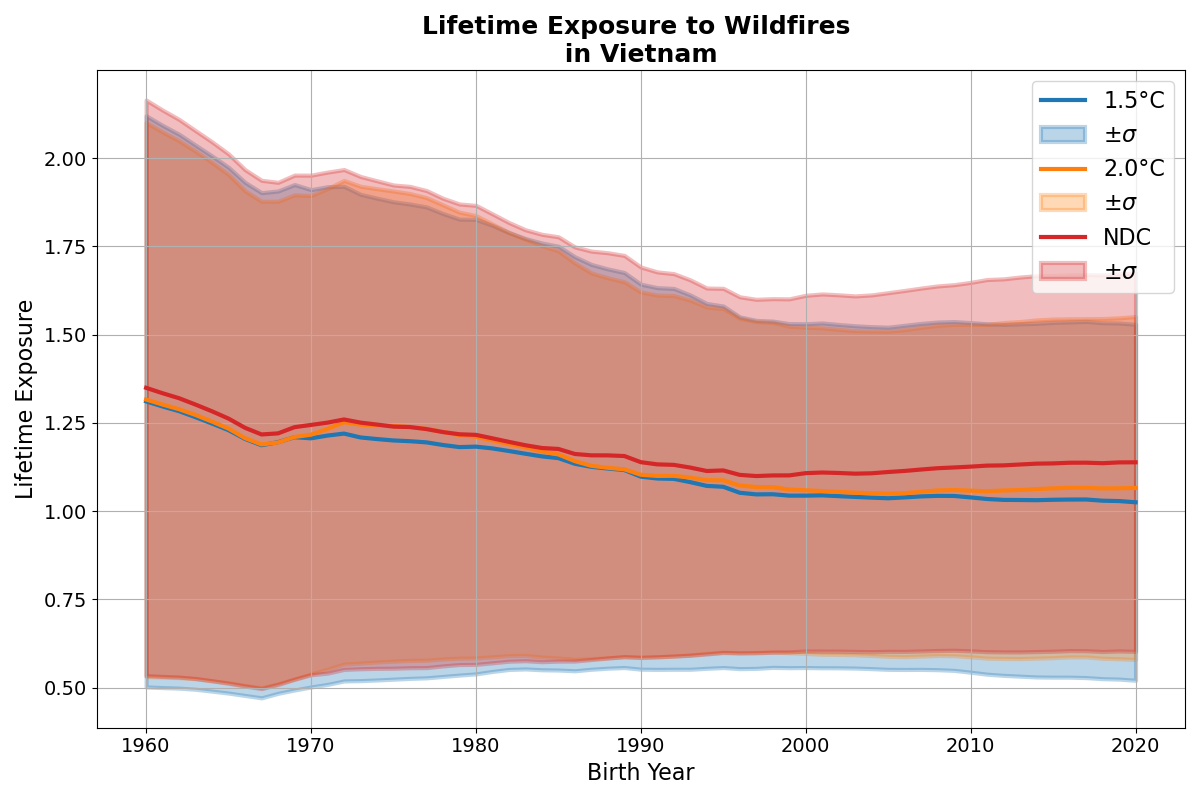 Lifetime Exposure to Wildfires
in Vietnam
1.5°C
±σ
2.0°C
±σ
NDC
±σ
Lifetime Exposure
2.00
1.75
1.50
1.25
1.00
0.75
0.50
1960 1970 1980 1990 2000 2010 2020
Birth Year